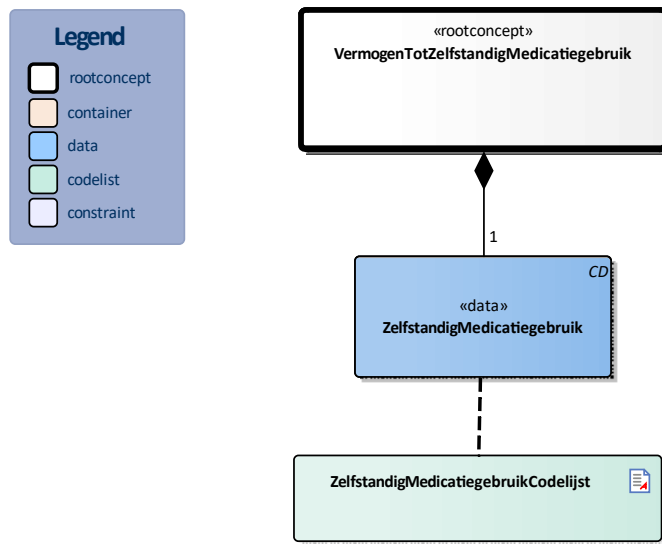 Legend
rootconcept
container
data
codelist
constraint
«rootconcept»
VermogenTotZelfstandigMedicatiegebruik
1
CD
«data»
ZelfstandigMedicatiegebruik
ZelfstandigMedicatiegebruikCodelijst